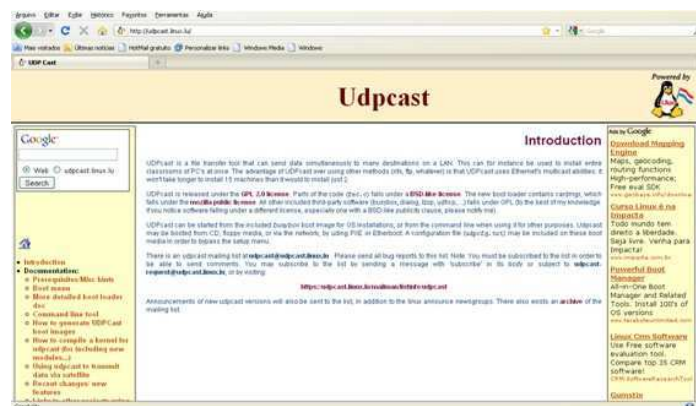 Arquivo Editar Exibir Histórico Favoritos Ferramentas Ajuda
http://udpcast.linux.lu/
Mais visitados Últimas notícias HotMail gratuito Personalizar links Windows Media Windows
UDP Cast
Udpcast
Powered by
Google
Web udpcast.linux.lu
Search
Introduction
Documentation:
Prerequisites/Misc hints
Boot menu
More detailed boot loader
doc
Command line tool
How to generate UDPCast
boot images
How to compile a kernel for
udpcast (for including new
modules...)
Using udpcast to transmit
data via satellite
Recent changes/ new
features
Introduction
UDPcast is a file transfer tool that can send data simultaneously to many destinations on a LAN. This can for instance be used to install entire
classrooms of PC's at once. The advantage of UDPcast over using other methods (nfs, ftp, whatever) is that UDPcast uses Ethernet's multicast abilities: it
won't take longer to install 15 machines than it would to install just 2.
UDPcast is released under the GPL 2.0 license. Parts of the code (fec.c) falls under a BSD-like license. The new boot loader contains which
falls under the mozilla public license. All other included third-party software (busybox, dialog, lzop, udhcp, ...) falls under GPL (to the best of my knowledge.
If you notice software falling under a different license, especially one with a BSD-like publicity clause, please notify me).
UDPcast can be started from the included busybox boot image for OS installations, or from the command line when using it for other purposes. Udpcast
may be booted from CD, floppy media, or via the network, by using PXE or Etherboot. A configuration file (udpcfg.txt) may be included on these boot
media in order to bypass the setup menu.
There is an udpcast mailing list at udpcast@udpcast.linux.lu Please send all bug reports to this list. Note: You must be subscribed to the list in order to
be able to send comments. You may subscribe to the list by sending a message with 'subscribe' in its body or subject to udpcast-
request@udpcast.linux.lu, or by visiting:
https:/udpcast.linux.lu/mailman/listinfo/udpcast
Announcements of new udpcast versions will also be sent to the list, in addition to the linux announce newsgroups. There also exists an archive of the
mailing list.
Ads by Google
Download Mapping
Engine
Maps, geocoding,
routing functions
High-performance;
Free eval SDK
Curso Linux é na
Impacta
Todo mundo tem
direito a liberdade.
Seja livre. Venha para
Impacta!
www.impacta.com.br
Powerful Boot
Manager
All-in-One Boot
Manager and Related
Tools. Install 100's of
OS versions
www.terabyteunlimited.com
Linux Crm Software
Use Free software
evaluation tool.
Compare top 35 CRM
software!
Gumstix